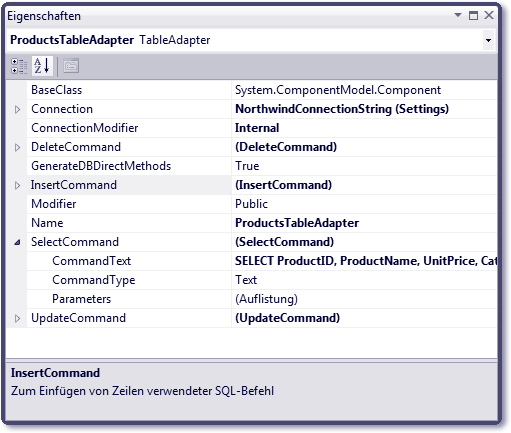 Eigenschaften
ProductsTableAdapter TableAdapter
BaseClass System.ComponentModel.Component
Connection NorthwindConnectionString (Settings)
ConnectionModifier Internal
DeleteCommand (DeleteCommand)
GenerateDBDirectMethods True
InsertCommand (InsertCommand)
Modifier Public
Name ProductsTableAdapter
SelectCommand (SelectCommand)
CommandText SELECT ProductID, ProductName, UnitPrice, Cat
CommandType Text
Parameters (Auflistung)
UpdateCommand (UpdateCommand)
InsertCommand
Zum Einfügen von Zeilen verwendeter SQL-Befehl